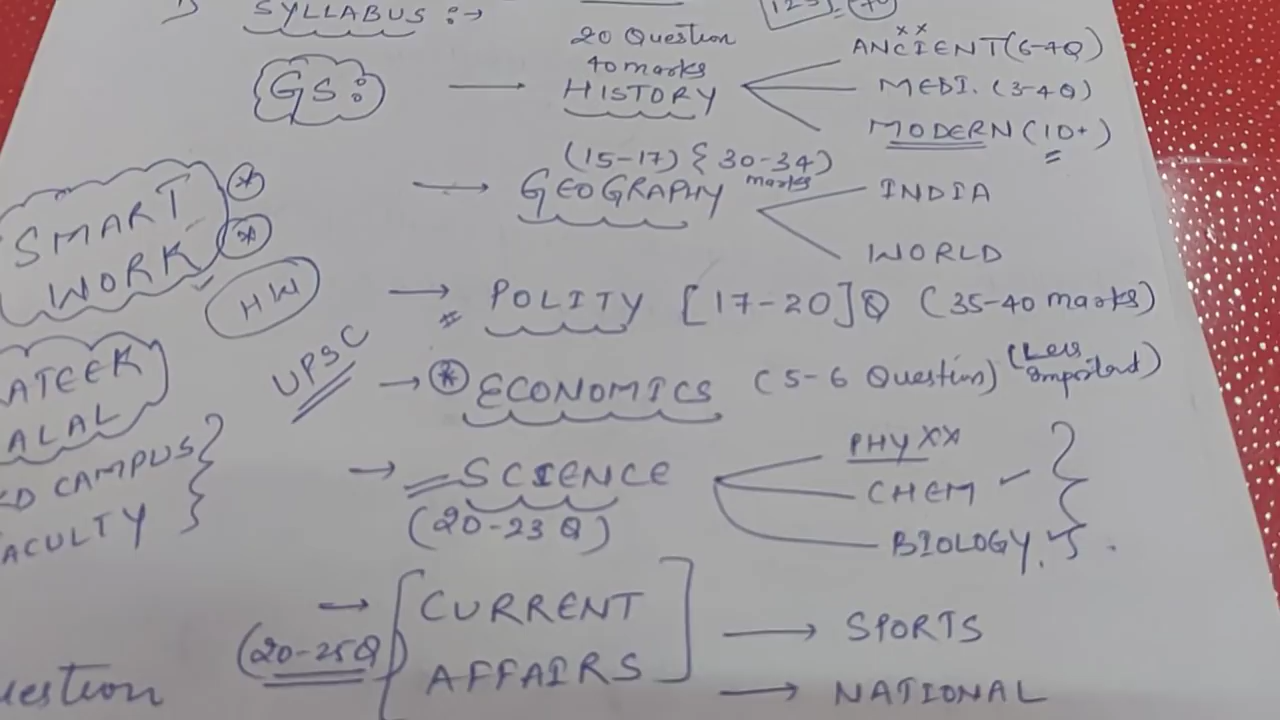 SYLLABUS :→
GS:
→ 20 Question
40 marks
HISTORY
ANCIENT (6-7Q)
MEDI. (3-4Q)
MODERN (10+)
→ (15-17) { 30-34)
marks
GEOGRAPHY
INDIA
WORLD
SMART
WORK
HW
→ POLITY [17-20]Q (35-40 marks)
UPSC
→ ECONOMICS (5-6 Question) (Less
important)
ATEEK
ALAL
D CAMPUS
ACULTY
→ SCIENCE
(20-23 Q)
PHY XX
CHEM ✓
BIOLOGY.
→ [CURRENT
AFFAIRS]
(20-25Q)
→ SPORTS
→ NATIONAL
uestion